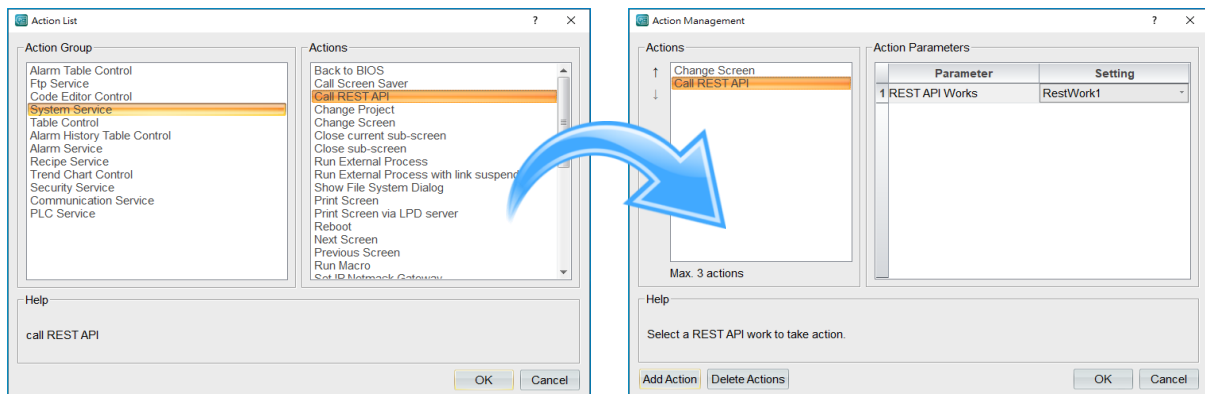 Action List
?
Action Group
Alarm Table Control
Ftp Service
Code Editor Control
System Service
Table Control
Alarm History Table Control
Alarm Service
Recipe Service
Trend Chart Control
Security Service
Communication Service
PLC Service
Actions
Back to BIOS
Call Screen Saver
Call REST API
Change Project
Change Screen
Close current sub-screen
Close sub-screen
Run External Process
Run External Process with link suspend
Show File System Dialog
Print Screen
Print Screen via LPD server
Reboot
Next Screen
Previous Screen
Run Macro
Set IP Netmack Gateway
Help
call REST API
OK Cancel
Action Management
?
Actions
Change Screen
Call REST API
Max. 3 actions
Action Parameters
Parameter Setting
1 REST API Works RestWork1
Help
Select a REST API work to take action.
Add Action Delete Actions OK Cancel